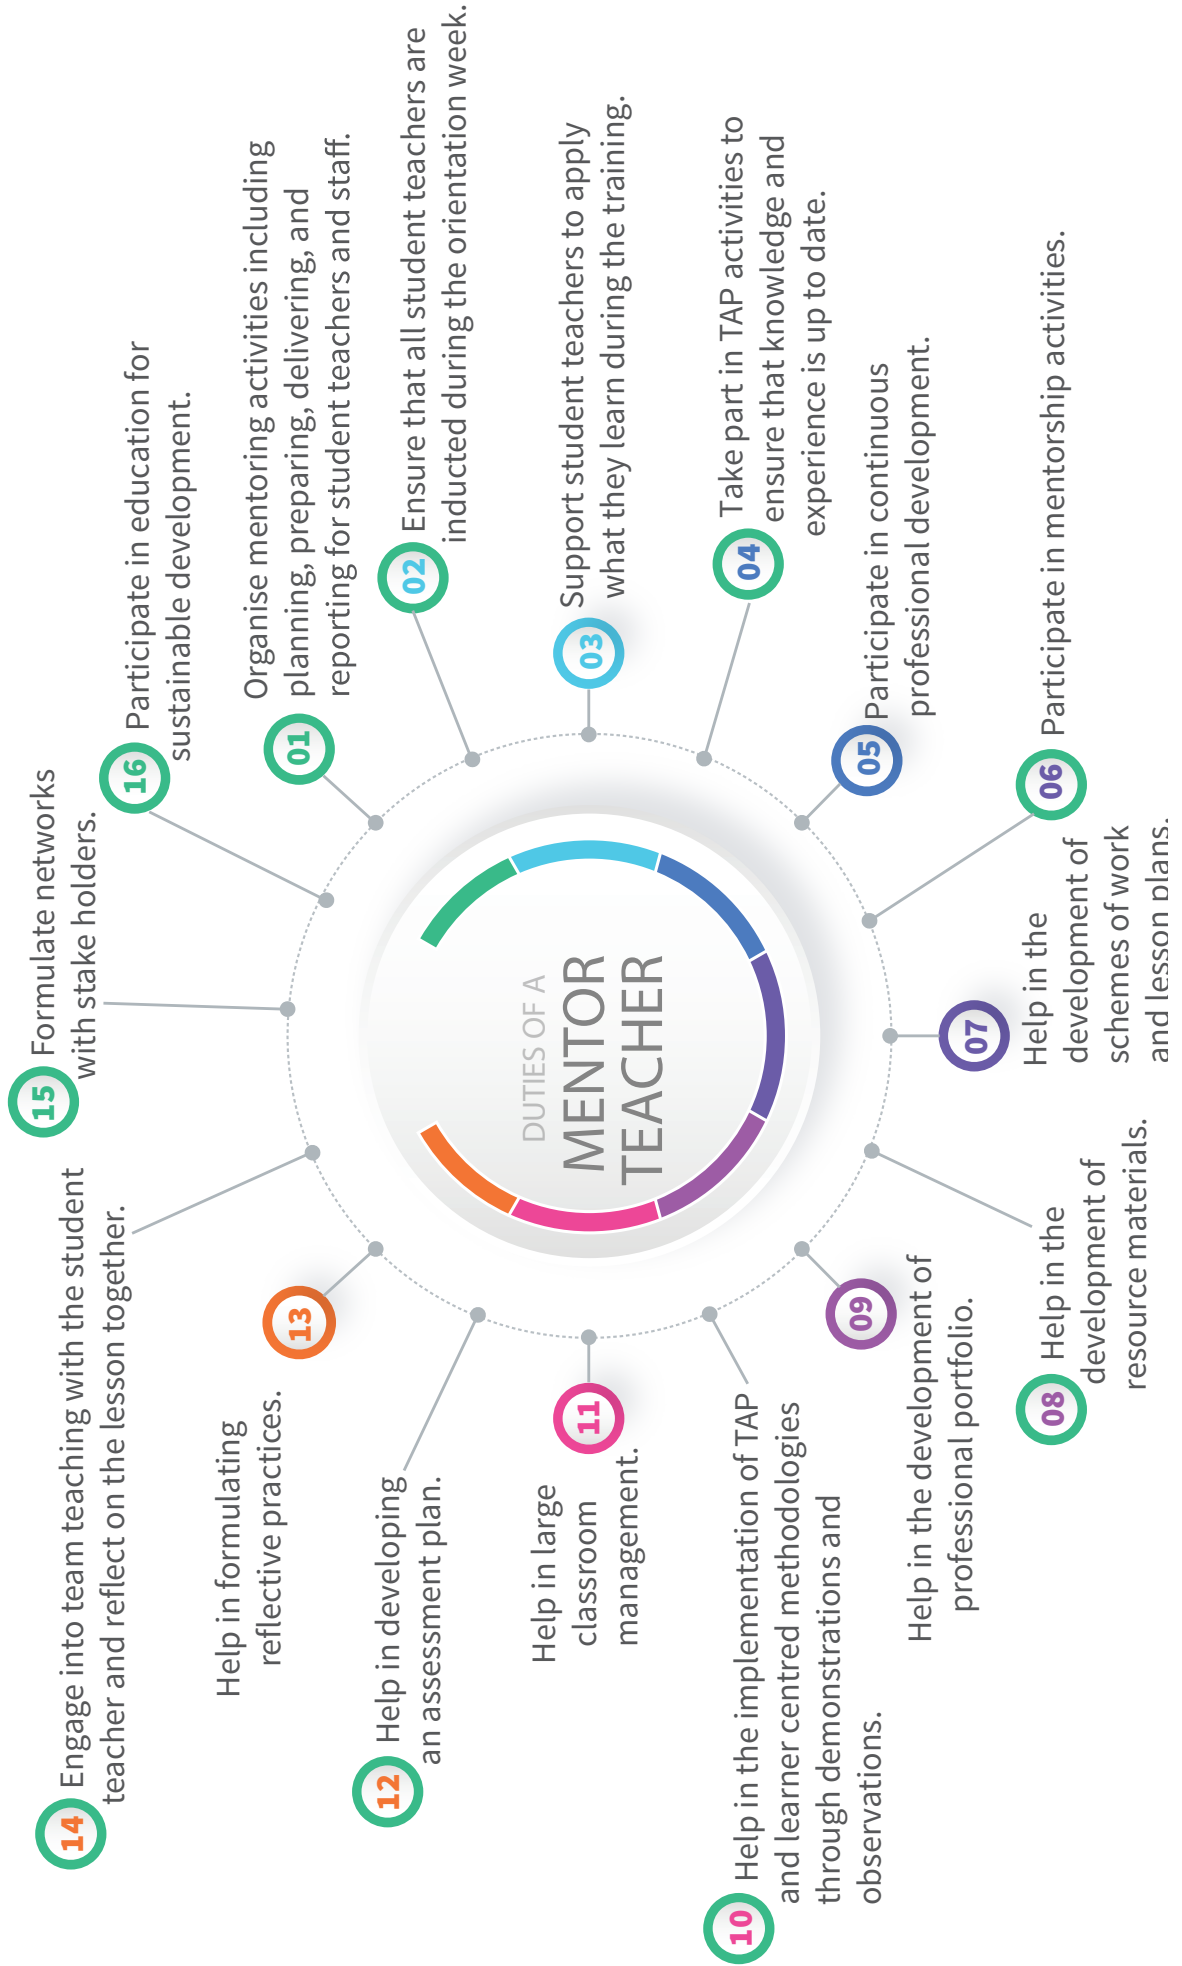 DUTIES OF A
MENTOR
TEACHER
01
Organise mentoring activities including
planning, preparing, delivering, and
reporting for student teachers and staff.
02
Ensure that all student teachers are
inducted during the orientation week.
03
Support student teachers to apply
what they learn during the training.
04
Take part in TAP activities to
ensure that knowledge and
experience is up to date.
05
Participate in continuous
professional development.
06
Participate in mentorship activities.
07
Help in the
development of
schemes of work
and lesson plans.
08
Help in the
development of
resource materials.
09
Help in the development of
professional portfolio.
10
Help in the implementation of TAP
and learner centred methodologies
through demonstrations and
observations.
11
Help in large
classroom
management.
12
Help in developing
an assessment plan.
13
Help in formulating
reflective practices.
14
Engage into team teaching with the student
teacher and reflect on the lesson together.
15
Formulate networks
with stake holders.
16
Participate in education for
sustainable development.